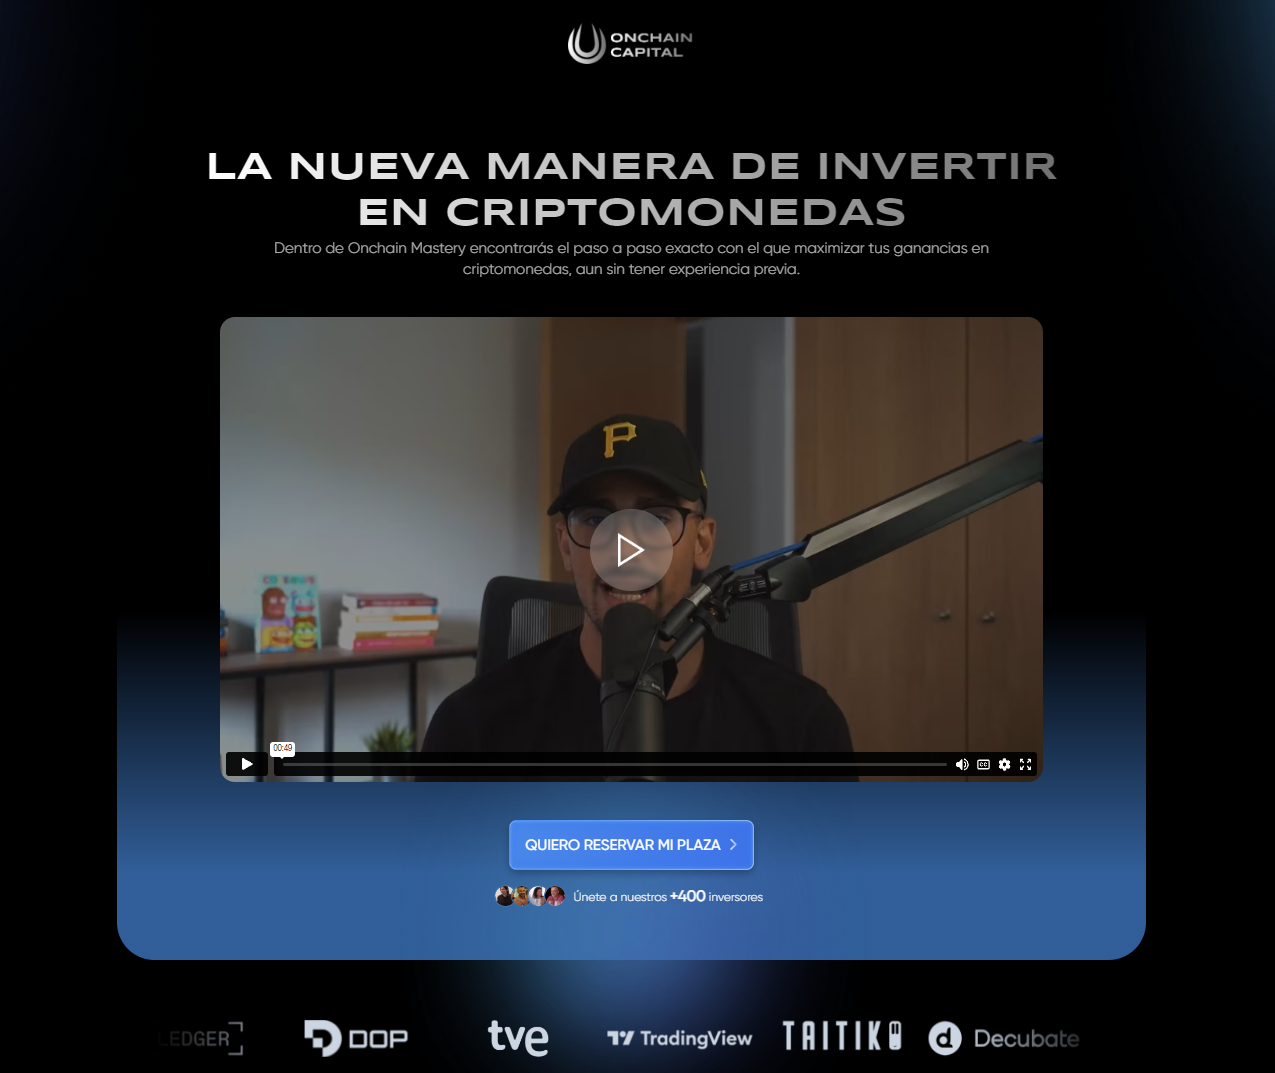 ONCHAIN
CAPITAL
LA NUEVA MANERA DE INVERTIR
EN CRIPTOMONEDAS
Dentro de Onchain Mastery encontrarás el paso a paso exacto con el que maximizar tus ganancias en
criptomonedas, aun sin tener experiencia previa.
P
00:49
CC
QUIERO RESERVAR MI PLAZA
Únete a nuestros +400 inversores
LEDGER
DOP
tve
TradingView
TAITIKO
d Decubate